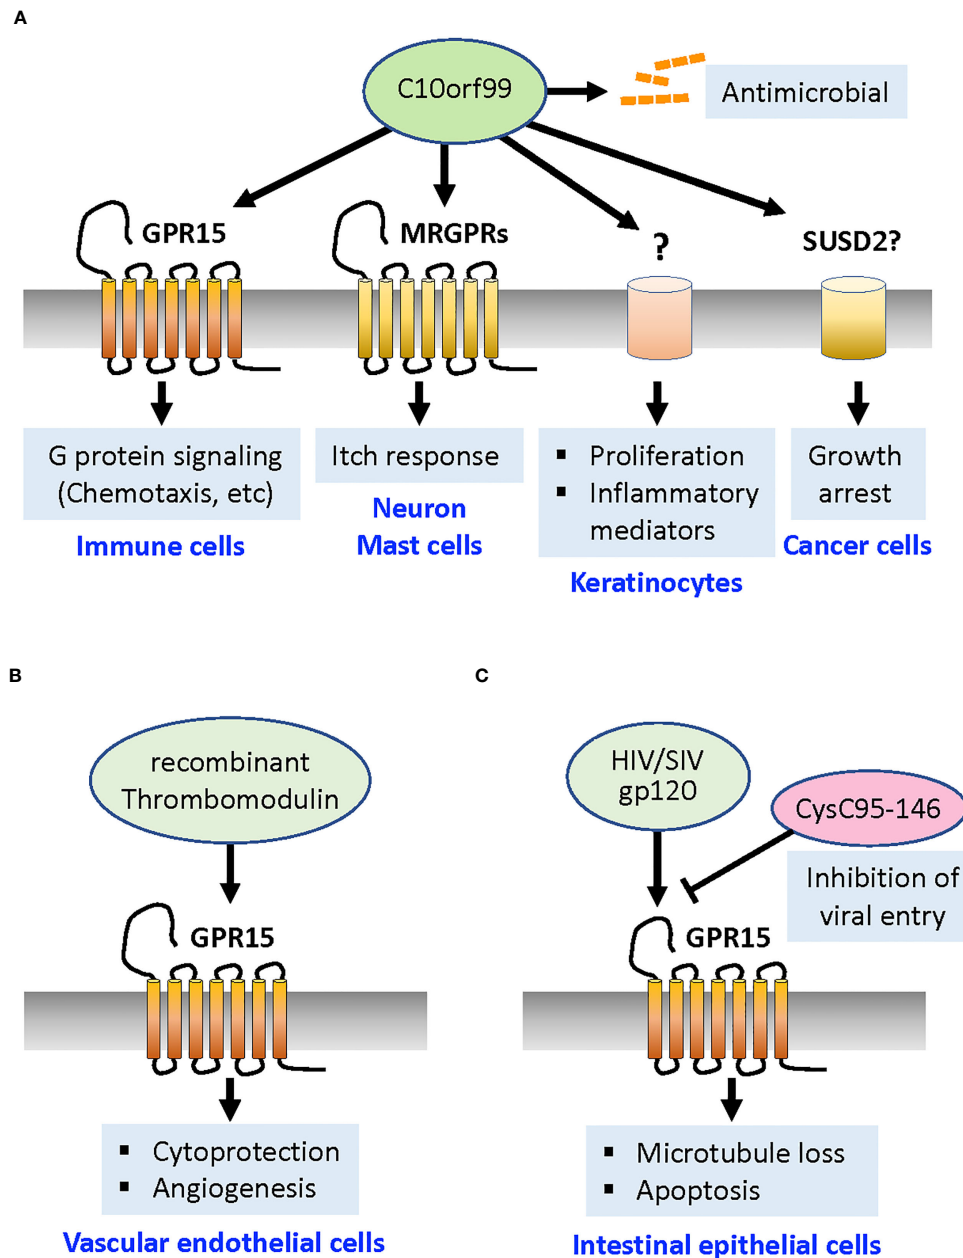 A
C10orf99
Antimicrobial
GPR15
MRGPRs
?
SUSD2?
G protein signaling
(Chemotaxis, etc)
Immune cells
Itch response
Neuron
Mast cells
▪ Proliferation
▪ Inflammatory
mediators
Keratinocytes
Growth
arrest
Cancer cells
B
recombinant
Thrombomodulin
GPR15
▪ Cytoprotection
▪ Angiogenesis
Vascular endothelial cells
C
HIV/SIV
gp120
CysC95-146
Inhibition of
viral entry
GPR15
▪ Microtubule loss
▪ Apoptosis
Intestinal epithelial cells